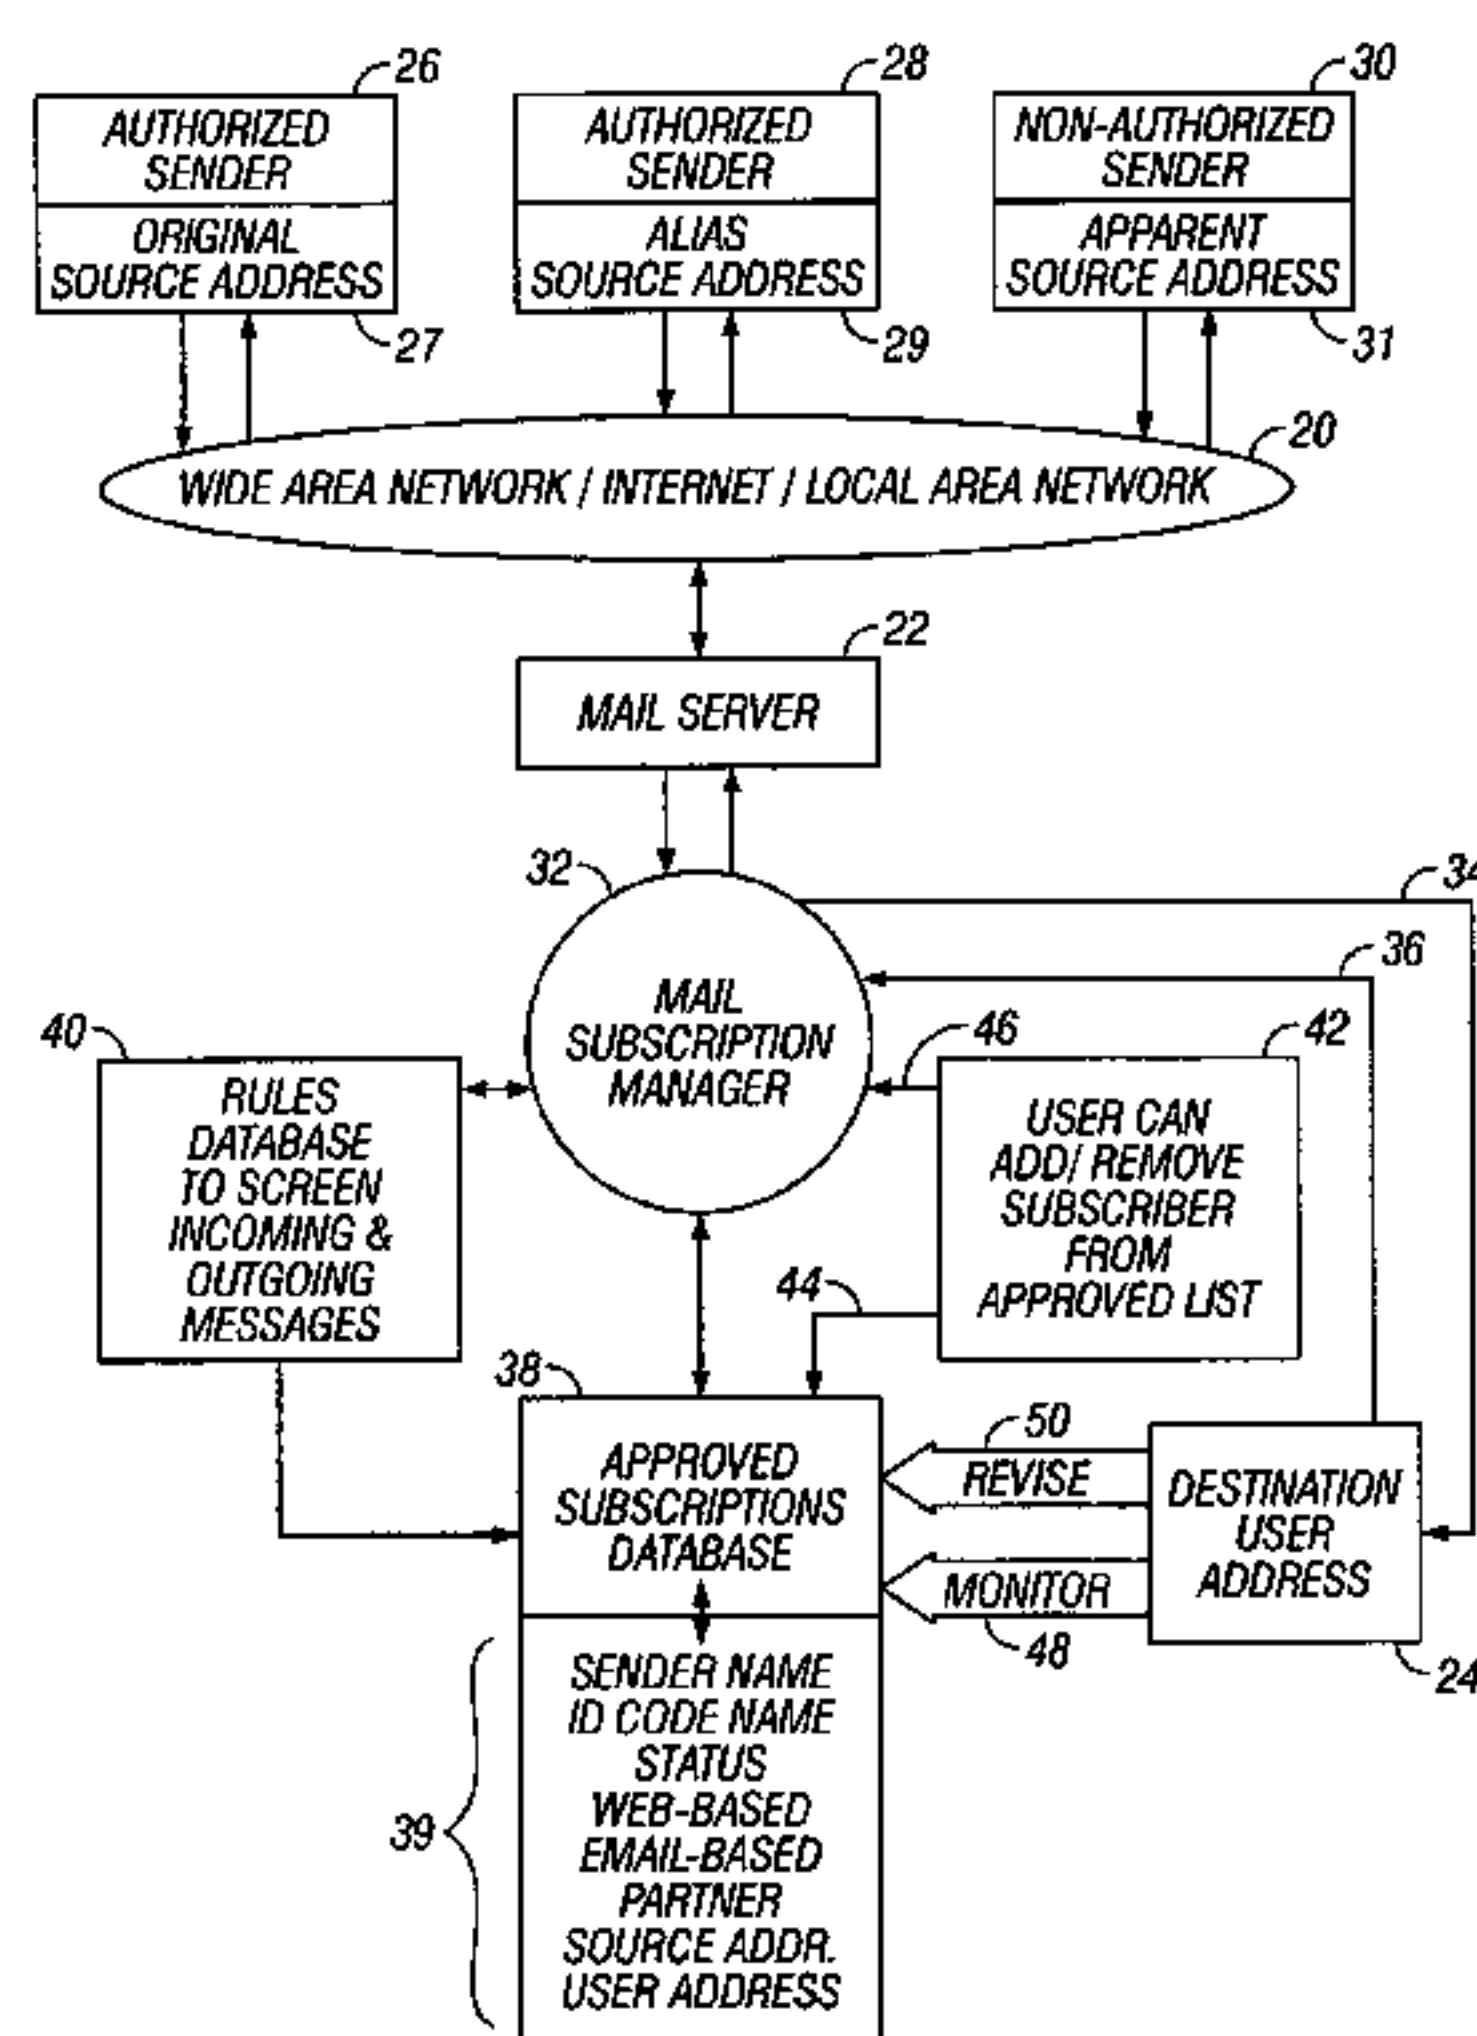 26
28
30
AUTHORIZED
SENDER
ORIGINAL
SOURCE ADDRESS
AUTHORIZED
SENDER
ALIAS
SOURCE ADDRESS
NON-AUTHORIZED
SENDER
APPARENT
SOURCE ADDRESS
27
29
31
20
WIDE AREA NETWORK / INTERNET / LOCAL AREA NETWORK
22
MAIL SERVER
32
34
36
MAIL
SUBSCRIPTION
MANAGER
40
RULES
DATABASE
TO SCREEN
INCOMING &
OUTGOING
MESSAGES
46
42
USER CAN
ADD/ REMOVE
SUBSCRIBER
FROM
APPROVED LIST
44
38
APPROVED
SUBSCRIPTIONS
DATABASE
50
REVISE
MONITOR
48
DESTINATION
USER
ADDRESS
24
39
SENDER NAME
ID CODE NAME
STATUS
WEB-BASED
EMAIL-BASED
PARTNER
SOURCE ADDR.
USER ADDRESS